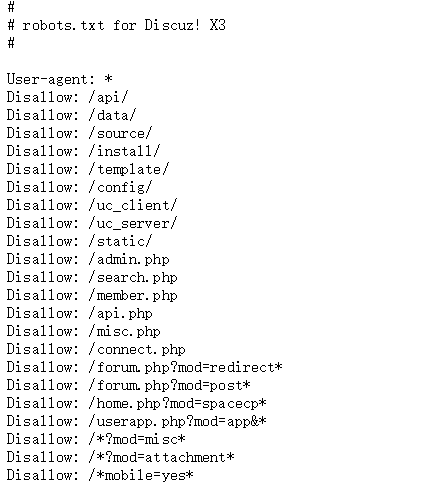 #
# robots.txt for Discuz! X3
#
User-agent: *
Disallow: /api/
Disallow: /data/
Disallow: /source/
Disallow: /install/
Disallow: /template/
Disallow: /config/
Disallow: /uc_client/
Disallow: /uc_server/
Disallow: /static/
Disallow: /admin.php
Disallow: /search.php
Disallow: /member.php
Disallow: /api.php
Disallow: /misc.php
Disallow: /connect.php
Disallow: /forum.php?mod=redirect*
Disallow: /forum.php?mod=post*
Disallow: /home.php?mod=spacecp*
Disallow: /userapp.php?mod=app&*
Disallow: /*?mod=misc*
Disallow: /*?mod=attachment*
Disallow: /*mobile=yes*